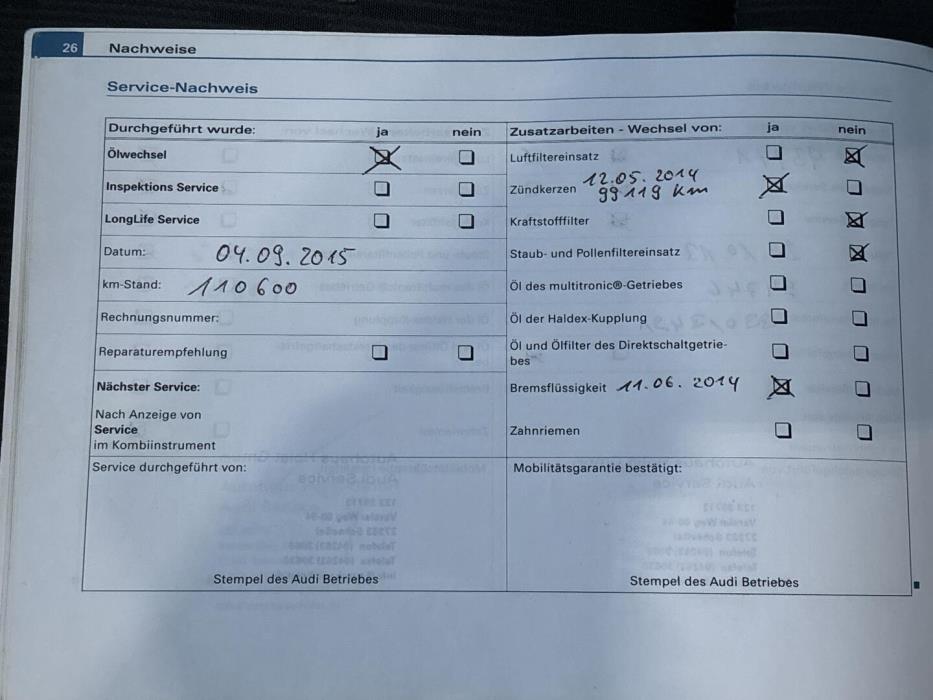 26 Nachweise
Service-Nachweis
Durchgeführt wurde: ja nein
Ölwechsel
Inspektions Service
LongLife Service
Datum: 04.09.2015
km-Stand: 110600
Rechnungsnummer:
Reparaturempfehlung
Nächster Service:
Nach Anzeige von
Service
im Kombiinstrument
Service durchgeführt von:
Stempel des Audi Betriebes
Zusatzarbeiten - Wechsel von: ja nein
Luftfiltereinsatz
Zündkerzen 12.05.2014
99119 km
Kraftstofffilter
Staub- und Pollenfiltereinsatz
Öl des multitronic®-Getriebes
Öl der Haldex-Kupplung
Öl und Ölfilter des Direktschaltgetrie-
bes
Bremsflüssigkeit 11.06.2014
Zahnriemen
Mobilitätsgarantie bestätigt:
Stempel des Audi Betriebes